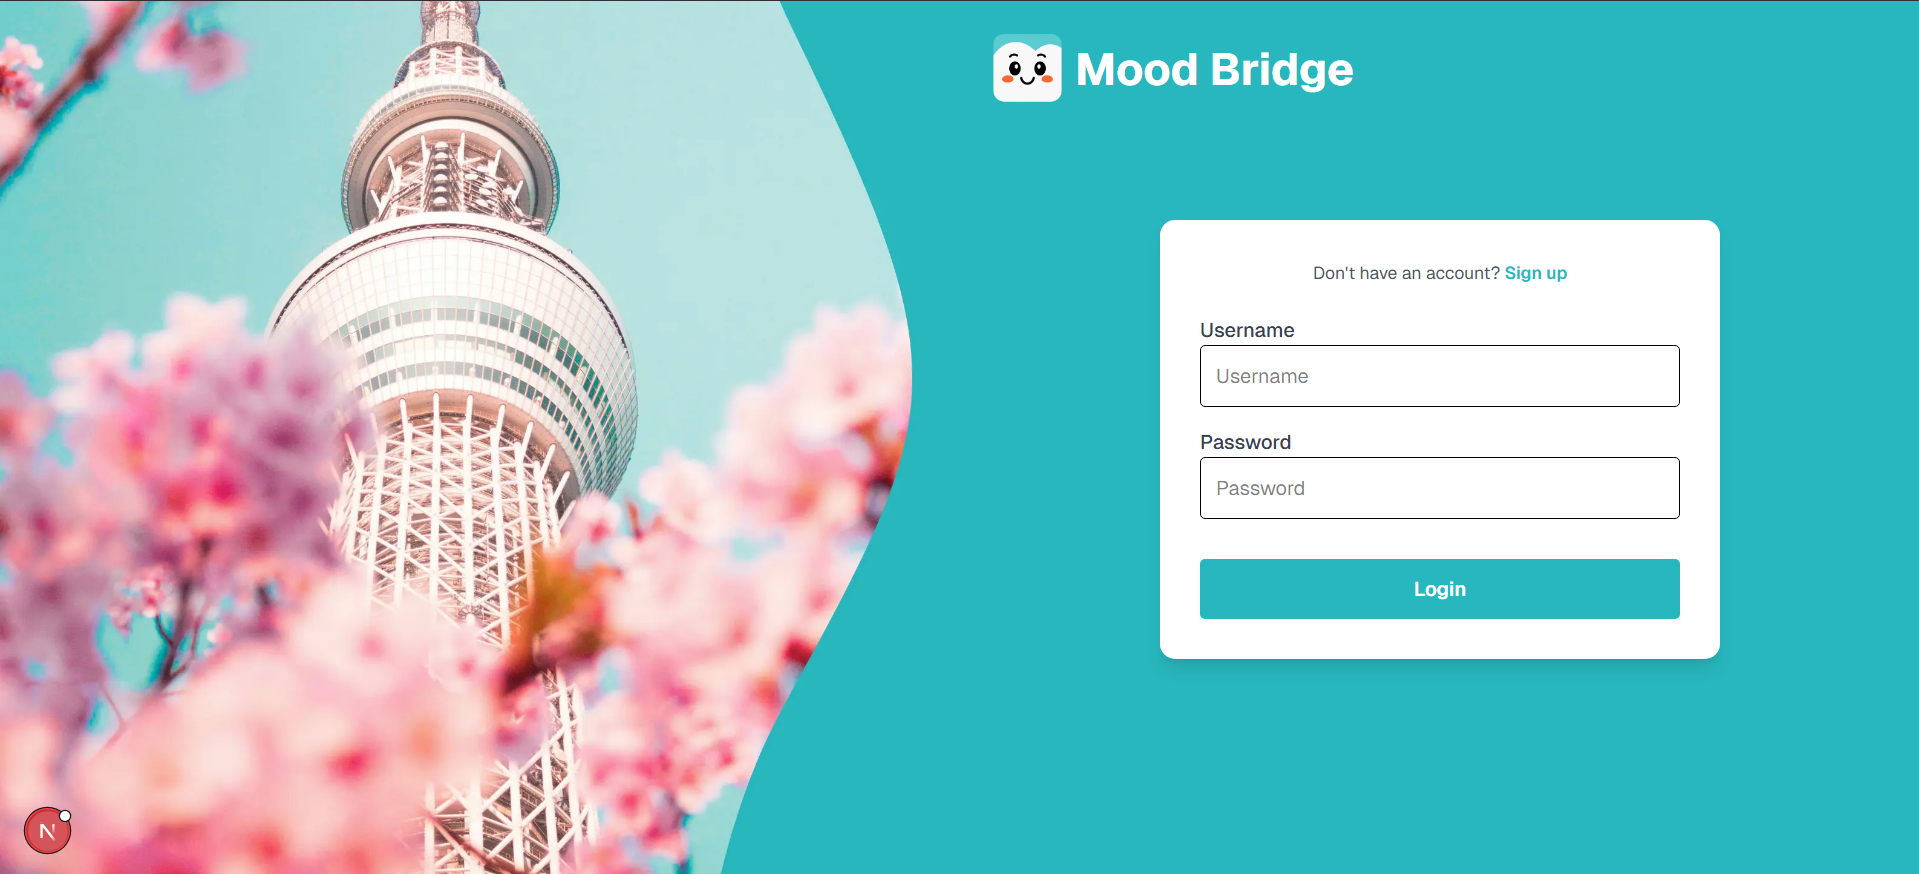 Mood Bridge
Don't have an account? Sign up
Username
Username
Password
Password
Login
N